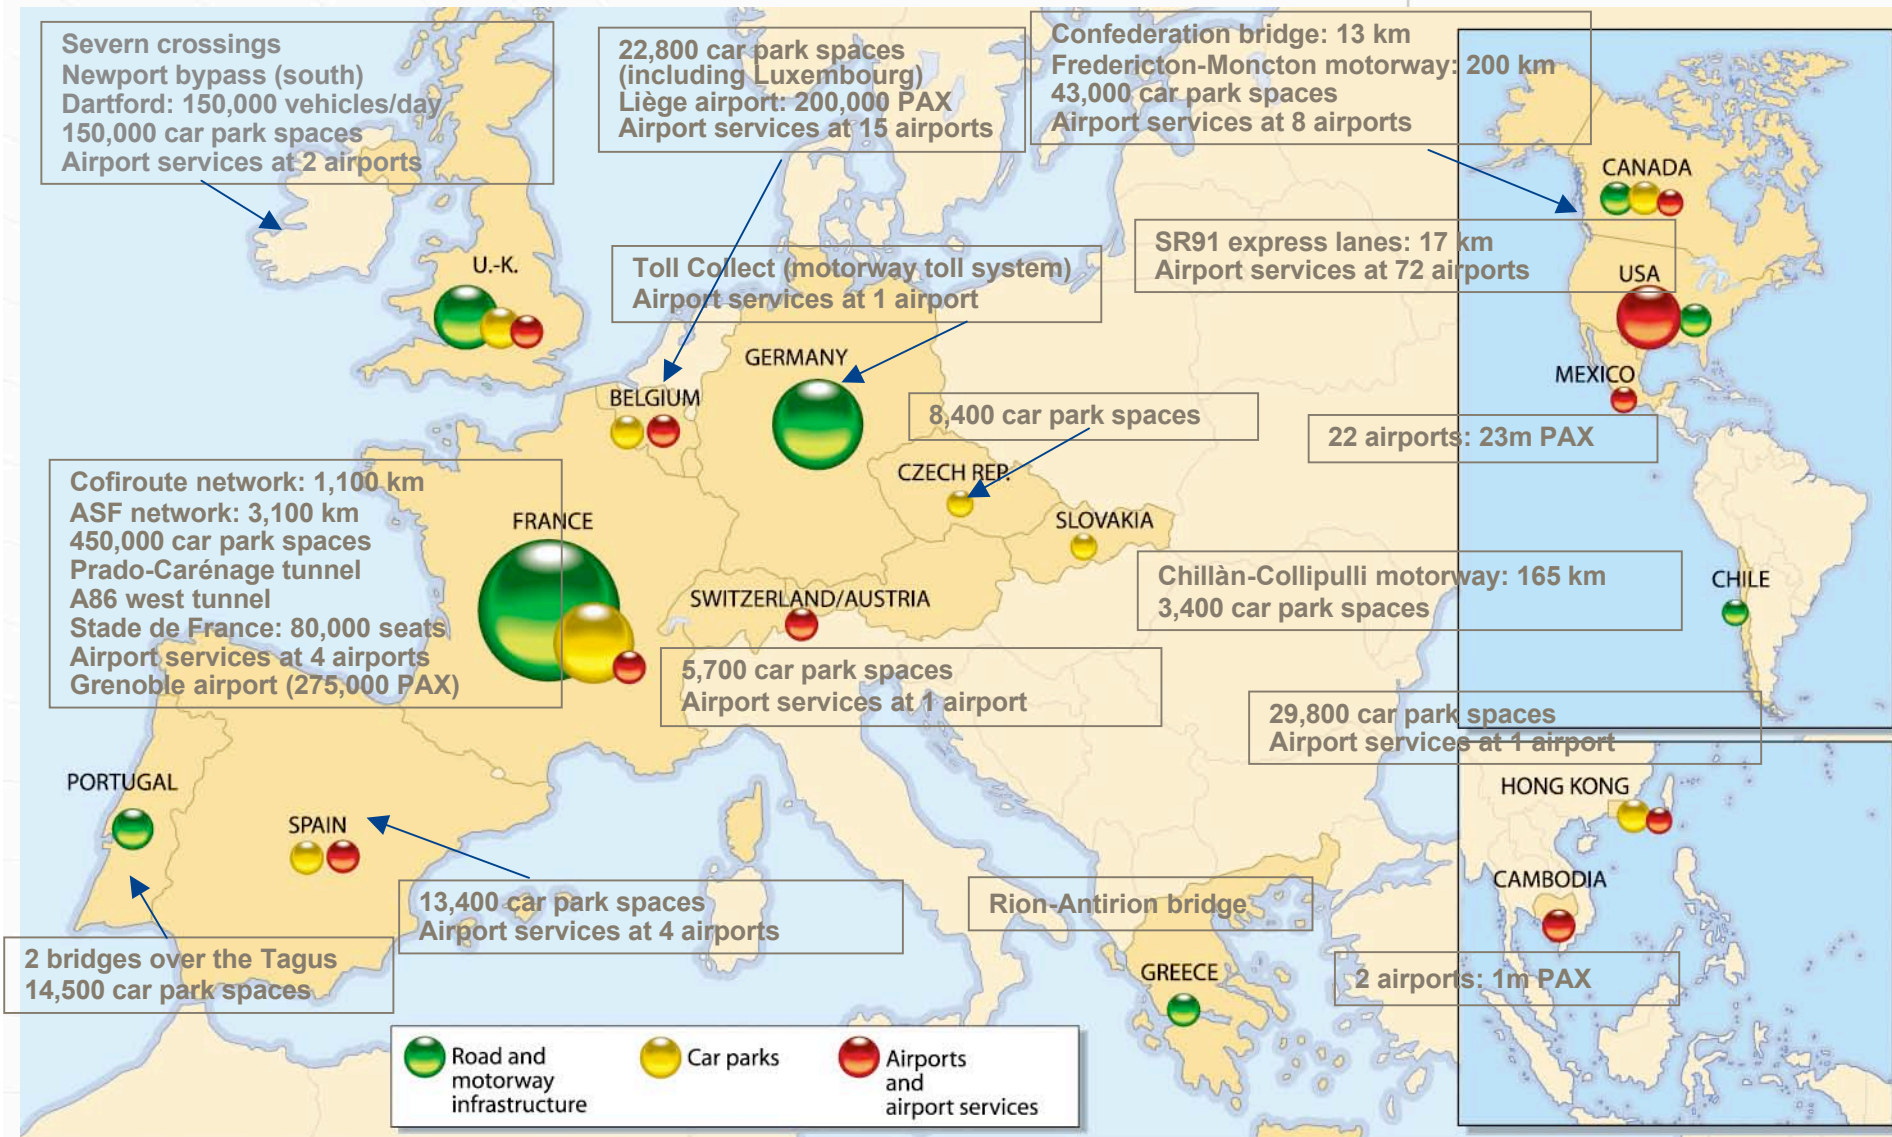 Severn crossings
Newport bypass (south)
Dartford: 150,000 vehicles/day
150,000 car park spaces
Airport services at 2 airports
22,800 car park spaces
(including Luxembourg)
Liège airport: 200,000 PAX
Airport services at 15 airports
Confederation bridge: 13 km
Fredericton-Moncton motorway: 200 km
43,000 car park spaces
Airport services at 8 airports
CANADA
SR91 express lanes: 17 km
Airport services at 72 airports
USA
U.-K.
Toll Collect (motorway toll system)
Airport services at 1 airport
GERMANY
MEXICO
BELGIUM
8,400 car park spaces
22 airports: 23m PAX
CZECH REP.
Cofiroute network: 1,100 km
ASF network: 3,100 km
450,000 car park spaces
Prado-Carénage tunnel
A86 west tunnel
Stade de France: 80,000 seats
Airport services at 4 airports
Grenoble airport (275,000 PAX)
FRANCE
SLOVAKIA
Chillàn-Collipulli motorway: 165 km
3,400 car park spaces
CHILE
SWITZERLAND/AUSTRIA
5,700 car park spaces
Airport services at 1 airport
29,800 car park spaces
Airport services at 1 airport
PORTUGAL
HONG KONG
SPAIN
CAMBODIA
13,400 car park spaces
Airport services at 4 airports
Rion-Antirion bridge
2 bridges over the Tagus
14,500 car park spaces
GREECE
2 airports: 1m PAX
Road and
motorway
infrastructure
Car parks
Airports
and
airport services